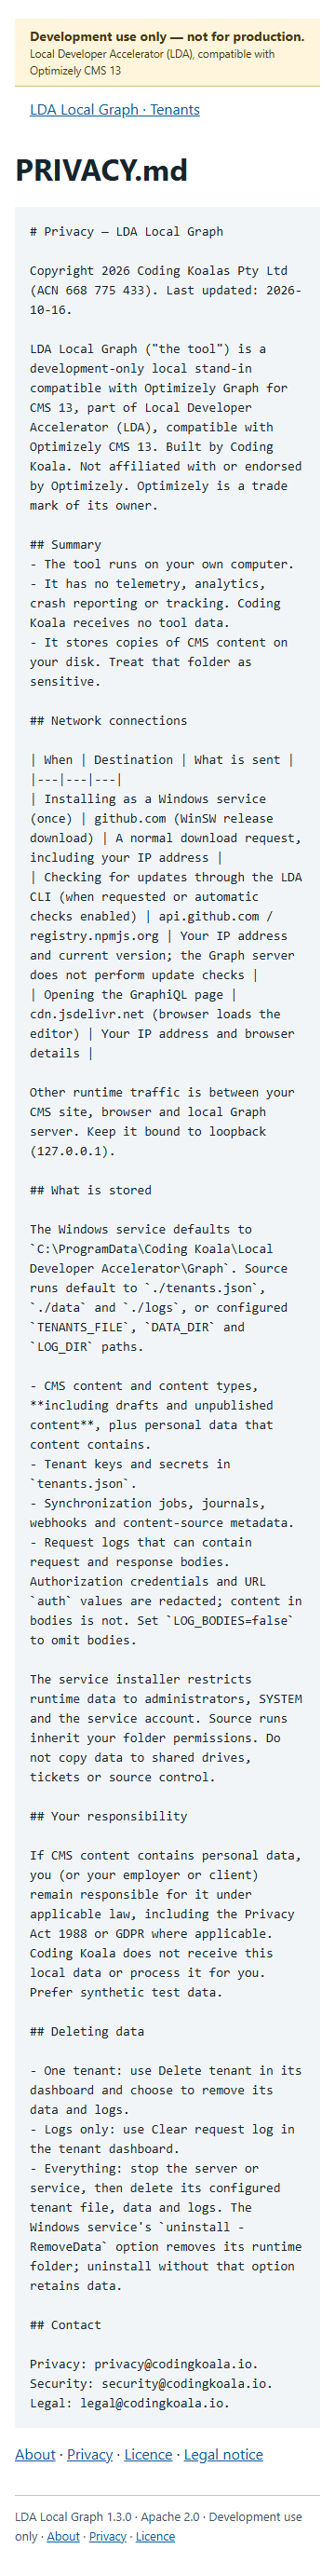 Development use only — not for production.
Local Developer Accelerator (LDA), compatible with
Optimizely CMS 13
LDA Local Graph · Tenants
PRIVACY.md
# Privacy — LDA Local Graph
Copyright 2026 Coding Koalas Pty Ltd
(ACN 668 775 433). Last updated: 2026-
10-16.
LDA Local Graph ("the tool") is a
development-only local stand-in
compatible with Optimizely Graph for
CMS 13, part of Local Developer
Accelerator (LDA), compatible with
Optimizely CMS 13. Built by Coding
Koala. Not affiliated with or endorsed
by Optimizely. Optimizely is a trade
mark of its owner.
## Summary
- The tool runs on your own computer.
- It has no telemetry, analytics,
crash reporting or tracking. Coding
Koala receives no tool data.
- It stores copies of CMS content on
your disk. Treat that folder as
sensitive.
## Network connections
| When | Destination | What is sent |
|---|---|---|
| Installing as a Windows service
(once) | github.com (WinSW release
download) | A normal download request,
including your IP address |
| Checking for updates through the LDA
CLI (when requested or automatic
checks enabled) | api.github.com /
registry.npmjs.org | Your IP address
and current version; the Graph server
does not perform update checks |
| Opening the GraphiQL page |
cdn.jsdelivr.net (browser loads the
editor) | Your IP address and browser
details |
Other runtime traffic is between your
CMS site, browser and local Graph
server. Keep it bound to loopback
(127.0.0.1).
## What is stored
The Windows service defaults to
`C:\ProgramData\Coding Koala\Local
Developer Accelerator\Graph`. Source
runs default to `./tenants.json`,
`./data` and `./logs`, or configured
`TENANTS_FILE`, `DATA_DIR` and
`LOG_DIR` paths.
- CMS content and content types,
**including drafts and unpublished
content**, plus personal data that
content contains.
- Tenant keys and secrets in
`tenants.json`.
- Synchronization jobs, journals,
webhooks and content-source metadata.
- Request logs that can contain
request and response bodies.
Authorization credentials and URL
`auth` values are redacted; content in
bodies is not. Set `LOG_BODIES=false`
to omit bodies.
The service installer restricts
runtime data to administrators, SYSTEM
and the service account. Source runs
inherit your folder permissions. Do
not copy data to shared drives,
tickets or source control.
## Your responsibility
If CMS content contains personal data,
you (or your employer or client)
remain responsible for it under
applicable law, including the Privacy
Act 1988 or GDPR where applicable.
Coding Koala does not receive this
local data or process it for you.
Prefer synthetic test data.
## Deleting data
- One tenant: use Delete tenant in its
dashboard and choose to remove its
data and logs.
- Logs only: use Clear request log in
the tenant dashboard.
- Everything: stop the server or
service, then delete its configured
tenant file, data and logs. The
Windows service's `uninstall -
RemoveData` option removes its runtime
folder; uninstall without that option
retains data.
## Contact
Privacy: privacy@codingkoala.io.
Security: security@codingkoala.io.
Legal: legal@codingkoala.io.
About · Privacy · Licence · Legal notice
LDA Local Graph 1.3.0 · Apache 2.0 · Development use
only · About · Privacy · Licence